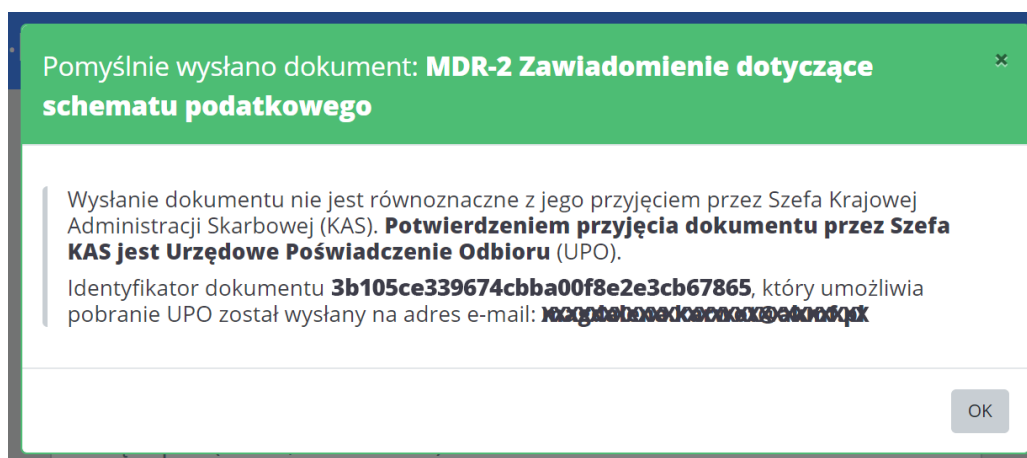 Pomyślnie wysłano dokument: MDR-2 Zawiadomienie dotyczące
schematu podatkowego
×
Wysłanie dokumentu nie jest równoznaczne z jego przyjęciem przez Szefa Krajowej
Administracji Skarbowej (KAS). Potwierdzeniem przyjęcia dokumentu przez Szefa
KAS jest Urzędowe Poświadczenie Odbioru (UPO).
Identyfikator dokumentu 3b105ce339674cbba00f8e2e3cb67865, który umożliwia
pobranie UPO został wysłany na adres e-mail:
OK